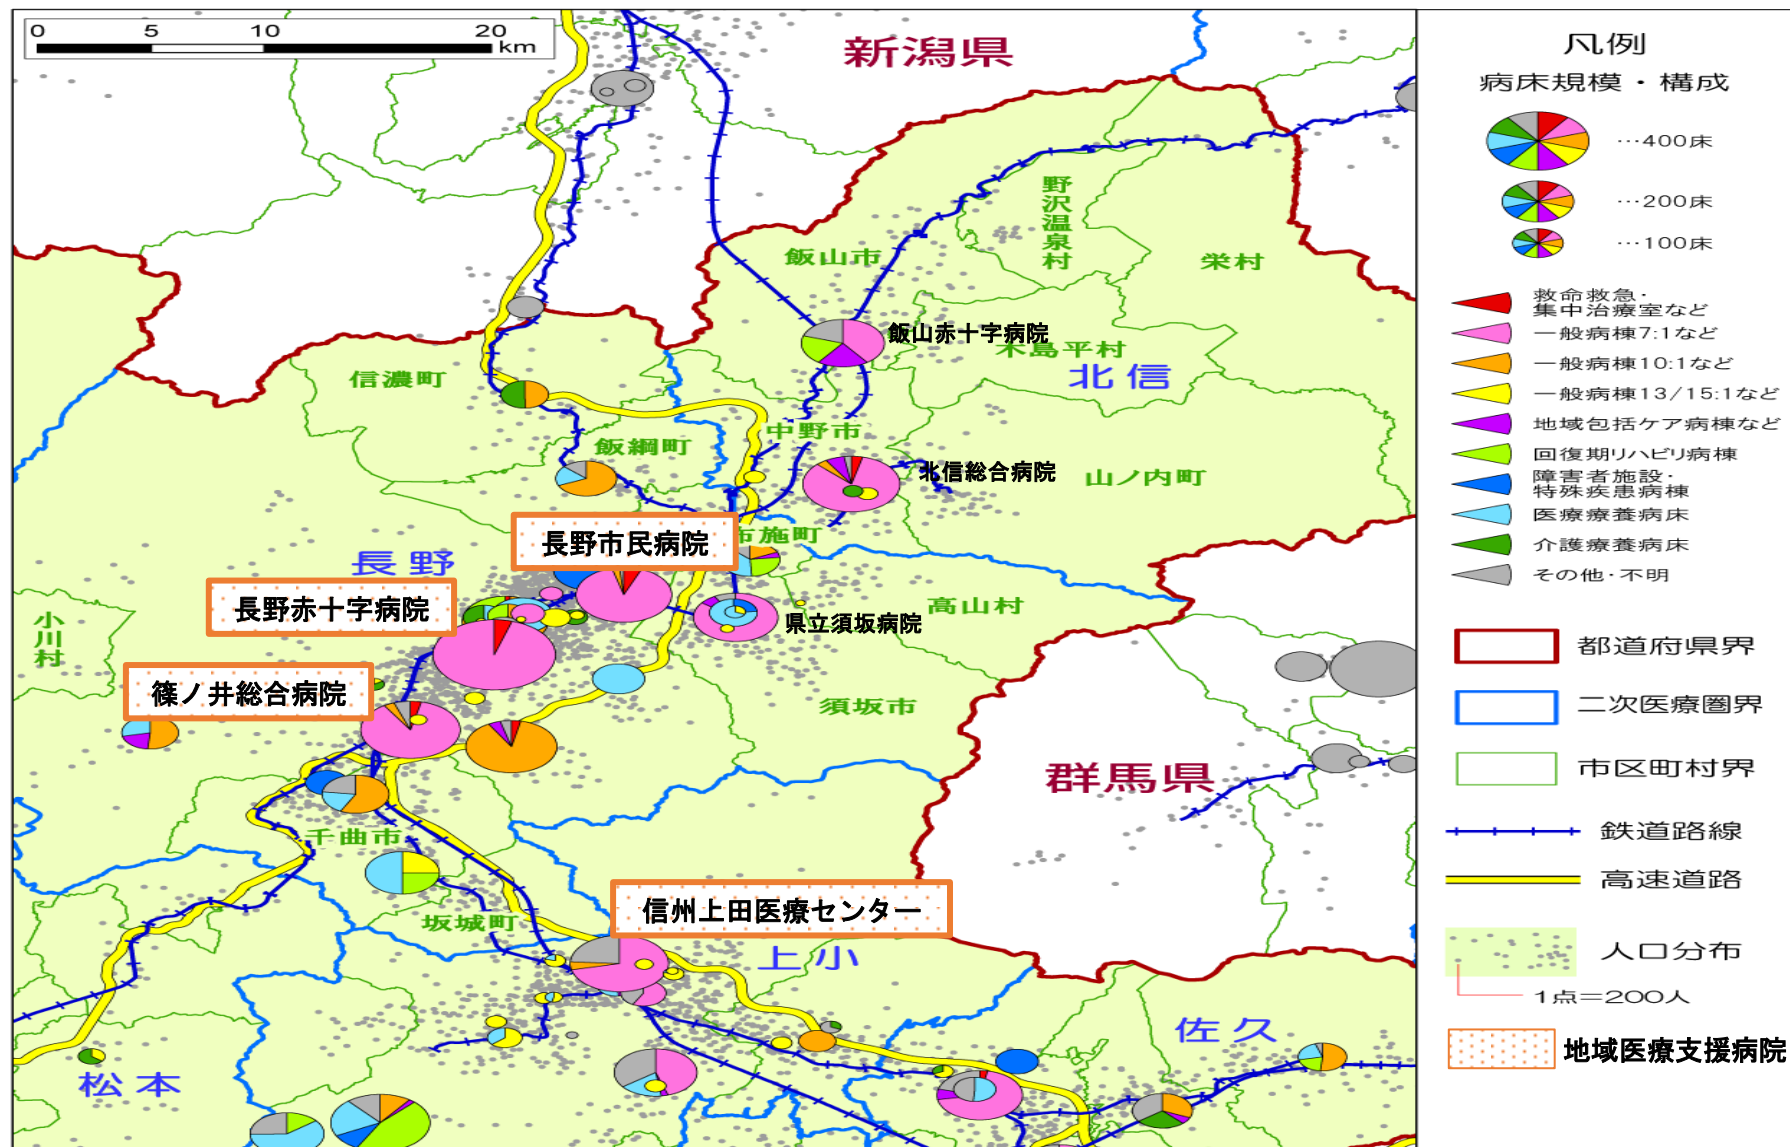 0 5 10 20
km
新潟県
野沢温泉村
飯山市
栄村
飯山赤十字病院
木島平村
信濃町
北信
中野市
飯綱町
北信総合病院
山ノ内町
長野市民病院
布施町
長野
長野赤十字病院
高山村
小川村
県立須坂病院
篠ノ井総合病院
須坂市
群馬県
千曲市
信州上田医療センター
坂城町
上小
佐久
松本
凡例
病床規模・構成
…400床
…200床
…100床
救命救急・
集中治療室など
一般病棟7:1など
一般病棟10:1など
一般病棟13/15:1など
地域包括ケア病棟など
回復期リハビリ病棟
障害者施設・
特殊疾患病棟
医療療養病床
介護療養病床
その他・不明
都道府県界
二次医療圏界
市区町村界
鉄道路線
高速道路
人口分布
1点=200人
地域医療支援病院